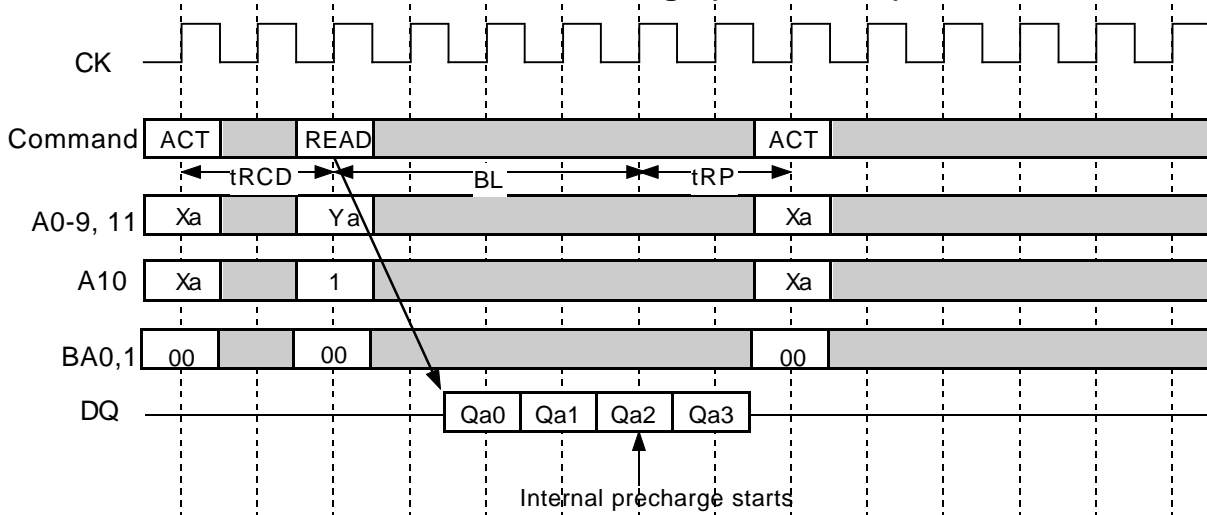 CK
Command ACT READ ACT
tRCD BL tRP
A0-9, 11 Xa Ya Xa
A10 Xa 1 Xa
BA0,1 00 00 00
DQ Qa0 Qa1 Qa2 Qa3
Internal precharge starts